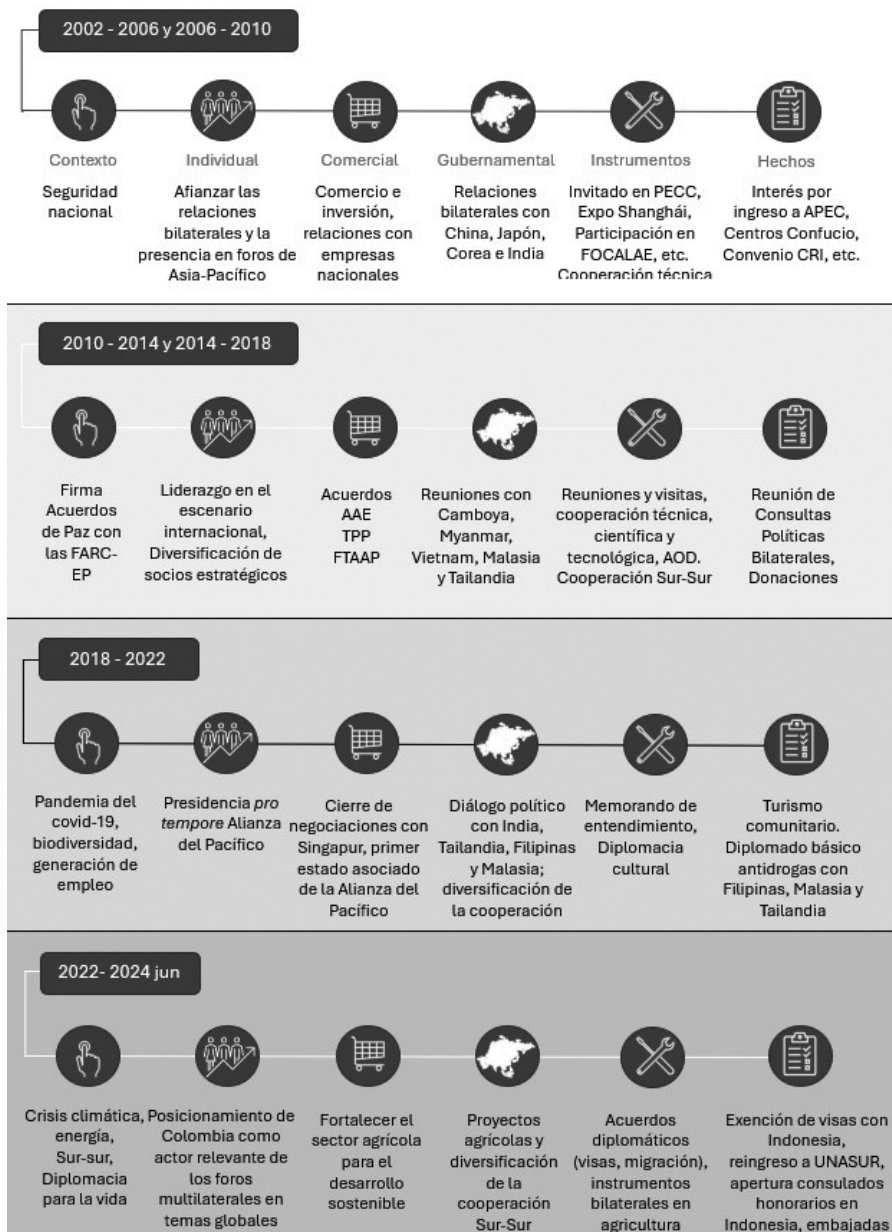 2002 - 2006 y 2006 - 2010
Contexto
Seguridad
nacional
Individual
Afianzar las
relaciones
bilaterales y la
presencia en foros de
Asia-Pacífico
Comercial
Comercio e
inversión,
relaciones con
empresas
nacionales
Gubernamental
Relaciones
bilaterales con
China, Japón,
Corea e India
Instrumentos
Invitado en PECC,
Expo Shanghái,
Participación en
FOCALAE, etc.
Cooperación técnica
Hechos
Interés por
ingreso a APEC,
Centros Confucio,
Convenio CRI, etc.
2010 - 2014 y 2014 - 2018
Firma
Acuerdos
de Paz con
las FARC-
EP
Liderazgo en el
escenario
internacional,
Diversificación de
socios estratégicos
Acuerdos
AAE
TPP
FTAAP
Reuniones con
Camboya,
Myanmar,
Vietnam, Malasia
y Tailandia
Reuniones y visitas,
cooperación técnica,
científica y
tecnológica, AOD.
Cooperación Sur-Sur
Reunión de
Consultas
Políticas
Bilaterales,
Donaciones
2018 - 2022
Pandemia del
covid-19,
biodiversidad,
generación de
empleo
Presidencia pro
tempore Alianza
del Pacífico
Cierre de
negociaciones con
Singapur, primer
estado asociado
de la Alianza del
Pacífico
Diálogo político
con India,
Tailandia, Filipinas
y Malasia;
diversificación de
la cooperación
Memorando de
entendimiento,
Diplomacia
cultural
Turismo
comunitario.
Diplomado básico
antidrogas con
Filipinas, Malasia y
Tailandia
2022- 2024 jun
Crisis climática,
energía,
Sur-sur,
Diplomacia
para la vida
Posicionamiento de
Colombia como
actor relevante de
los foros
multilaterales en
temas globales
Fortalecer el
sector agrícola
para el
desarrollo
sostenible
Proyectos
agrícolas y
diversificación
de la
cooperación
Sur-Sur
Acuerdos
diplomáticos
(visas, migración),
instrumentos
bilaterales en
agricultura
Exención de visas con
Indonesia,
reingreso a UNASUR,
apertura consulados
honorarios en
Indonesia, embajadas